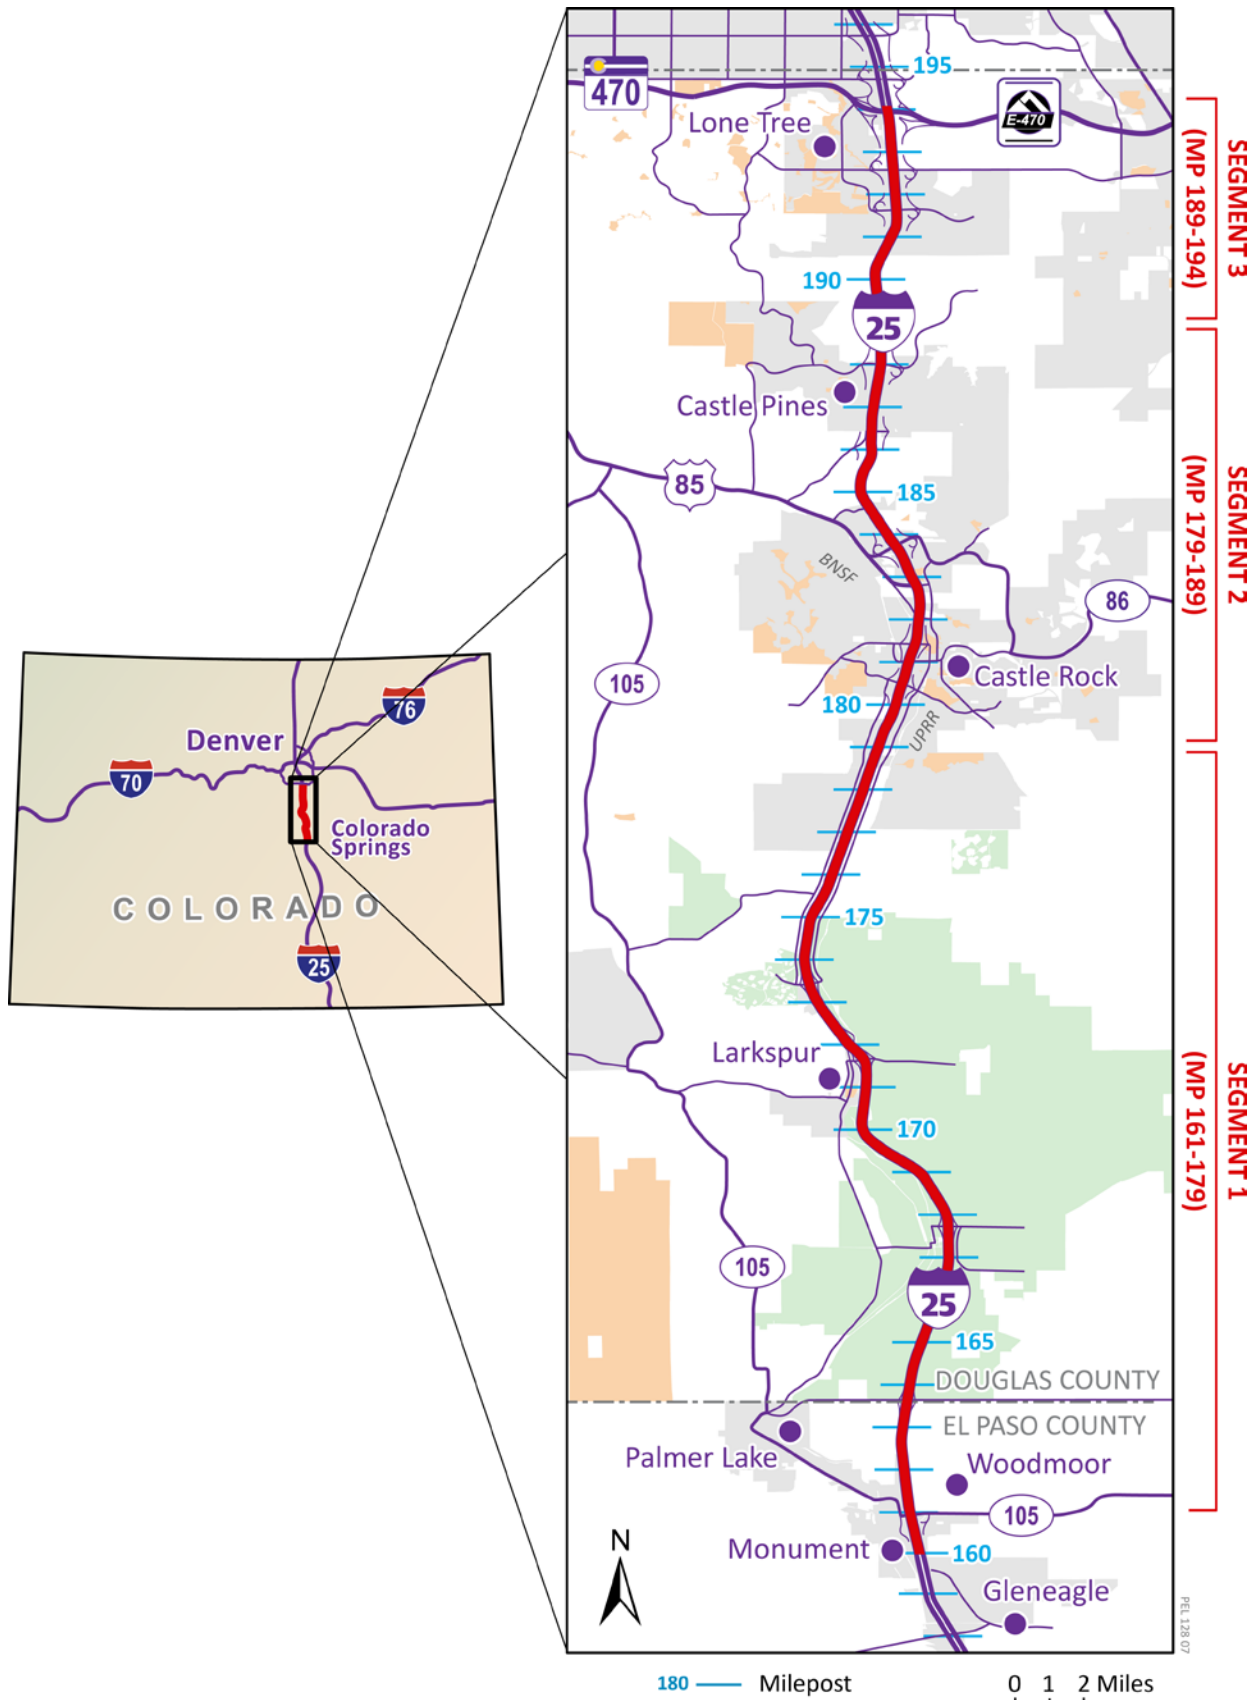 195
470
E-470
Lone Tree
SEGMENT 3
(MP 189-194)
190
25
Castle Pines
85
185
SEGMENT 2
(MP 179-189)
BNSF
86
105
Castle Rock
180
UPRR
76
Denver
70
Colorado
Springs
COLORADO
25
175
Larkspur
170
SEGMENT 1
(MP 161-179)
105
25
165
DOUGLAS COUNTY
EL PASO COUNTY
Palmer Lake
Woodmoor
105
N
Monument
160
Gleneagle
PEL 128 07
180 Milepost
0 1 2 Miles